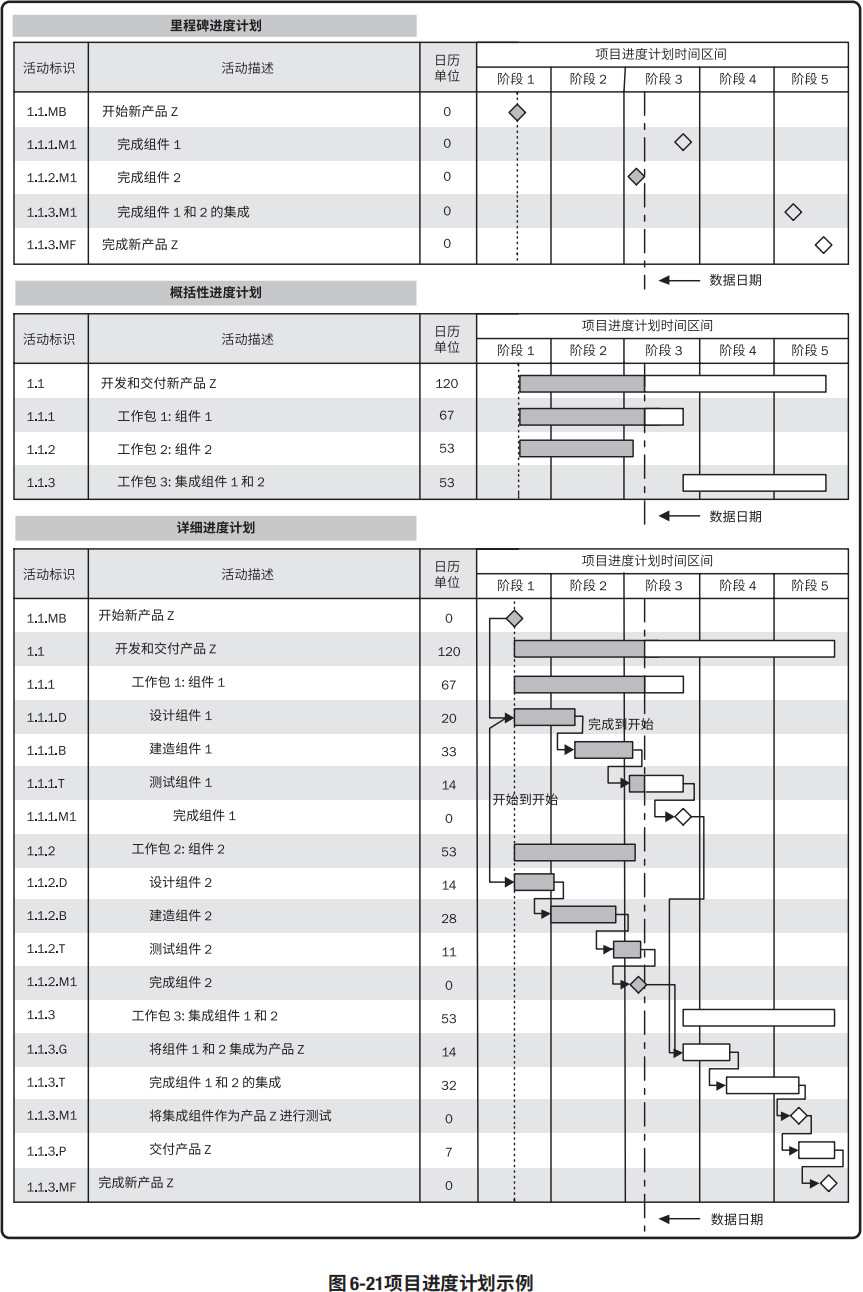 里程碑进度计划
活动标识 活动描述 日历单位 项目进度计划时间区间
阶段 1 阶段 2 阶段 3 阶段 4 阶段 5
1.1.MB 开始新产品 Z 0
1.1.1.M1 完成组件 1 0
1.1.2.M1 完成组件 2 0
1.1.3.M1 完成组件 1 和 2 的集成 0
1.1.3.MF 完成新产品 Z 0
数据日期
概括性进度计划
活动标识 活动描述 日历单位 项目进度计划时间区间
阶段 1 阶段 2 阶段 3 阶段 4 阶段 5
1.1 开发和交付新产品 Z 120
1.1.1 工作包 1: 组件 1 67
1.1.2 工作包 2: 组件 2 53
1.1.3 工作包 3: 集成组件 1 和 2 53
数据日期
详细进度计划
活动标识 活动描述 日历单位 项目进度计划时间区间
阶段 1 阶段 2 阶段 3 阶段 4 阶段 5
1.1.MB 开始新产品 Z 0
1.1 开发和交付产品 Z 120
1.1.1 工作包 1: 组件 1 67
1.1.1.D 设计组件 1 20 完成到开始
1.1.1.B 建造组件 1 33
1.1.1.T 测试组件 1 14
开始到开始
1.1.1.M1 完成组件 1 0
1.1.2 工作包 2: 组件 2 53
1.1.2.D 设计组件 2 14
1.1.2.B 建造组件 2 28
1.1.2.T 测试组件 2 11
1.1.2.M1 完成组件 2 0
1.1.3 工作包 3: 集成组件 1 和 2 53
1.1.3.G 将组件 1 和 2 集成为产品 Z 14
1.1.3.T 完成组件 1 和 2 的集成 32
1.1.3.M1 将集成组件作为产品 Z 进行测试 0
1.1.3.P 交付产品 Z 7
1.1.3.MF 完成新产品 Z 0
数据日期
图 6-21项目进度计划示例